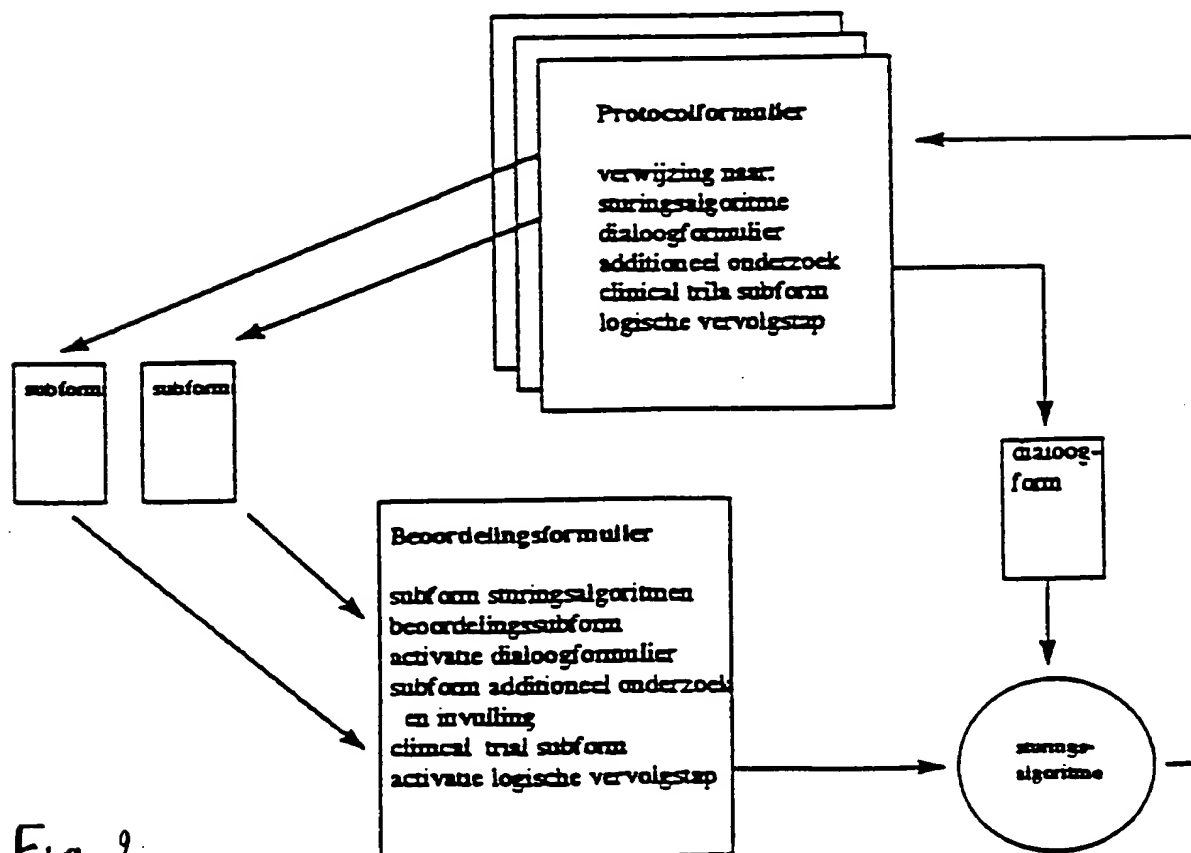 Protocolformulier
verwijzing naar:
sturingsalgoritme
dialoogformulier
additioneel onderzoek
clinical trila subform
logische vervolgstap
subform
subform
dialoog-
form
Beoordelingsformulier
subform sturingsalgoritmen
beoordelingssubform
activatie dialoogformulier
subform additioneel onderzoek
en invulling
clinical trial subform
activatie logische vervolgstap
sturings-
algoritme
Fig.